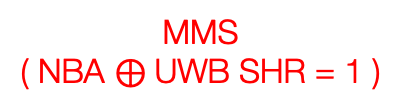 MMS
( NBA ⨁ UWB SHR = 1 )